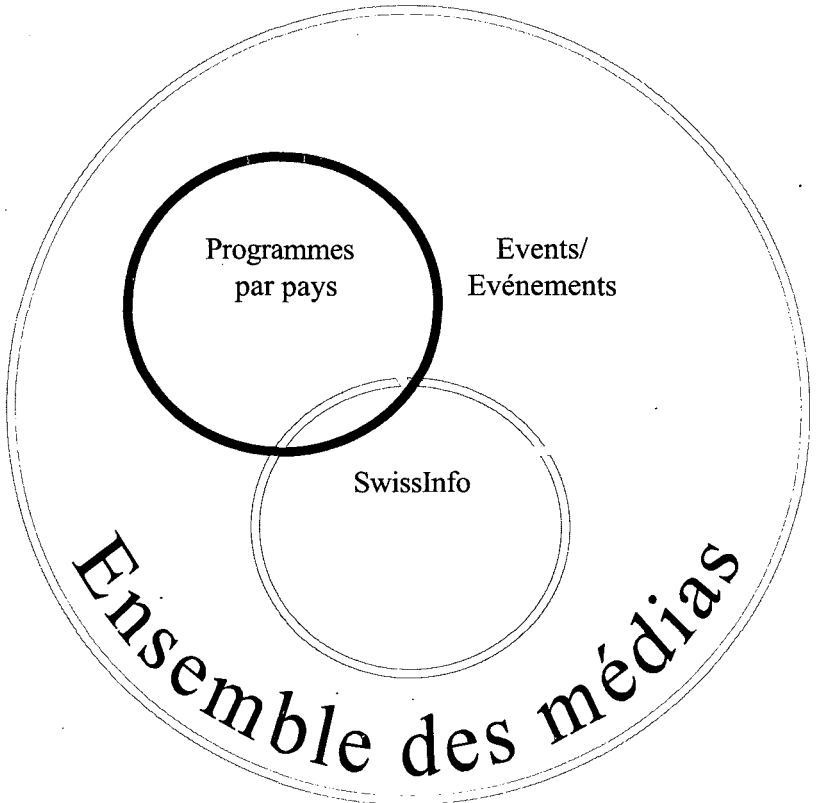 Programmes
par pays
Events/
Evénements
SwissInfo
Ensemble des médias